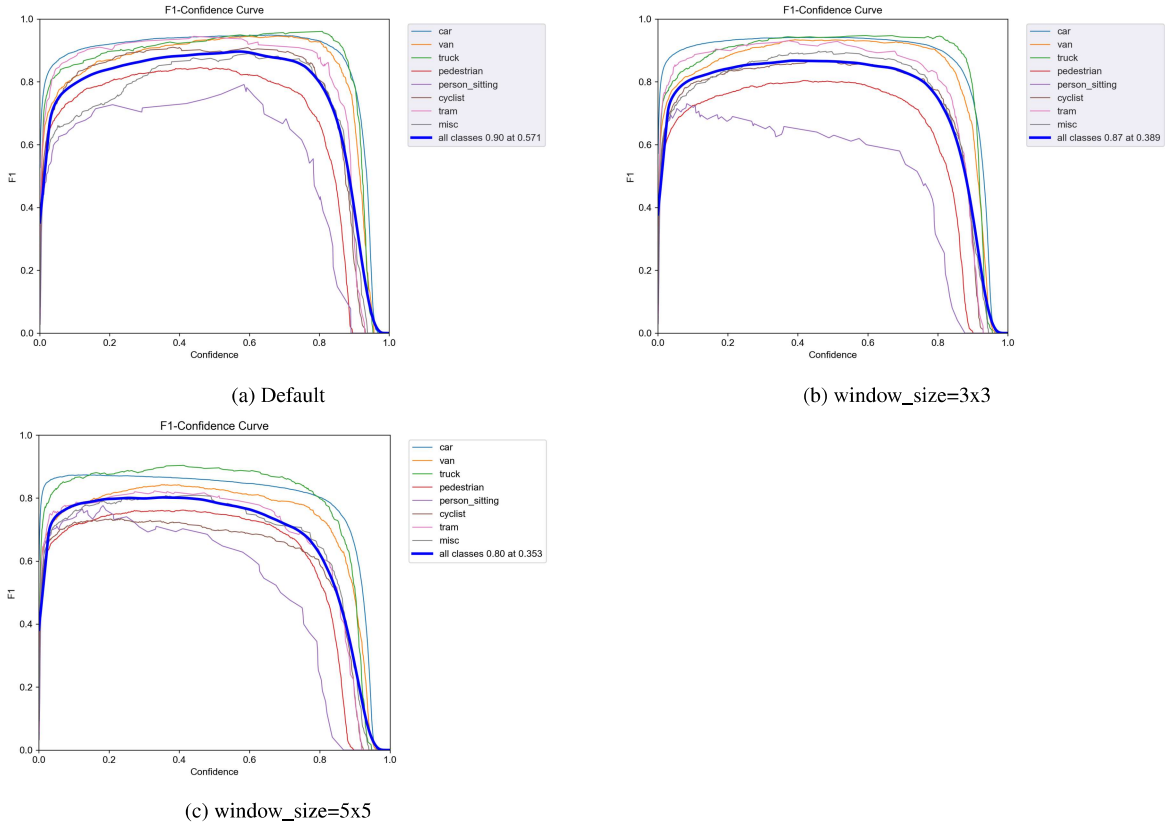 F1-Confidence Curve
1.0
0.8
0.6
0.4
0.2
0.0
F1
0.0 0.2 0.4 0.6 0.8 1.0
Confidence
car
van
truck
pedestrian
person_sitting
cyclist
tram
misc
all classes 0.90 at 0.571
(a) Default
F1-Confidence Curve
1.0
0.8
0.6
0.4
0.2
0.0
F1
0.0 0.2 0.4 0.6 0.8 1.0
Confidence
car
van
truck
pedestrian
person_sitting
cyclist
tram
misc
all classes 0.87 at 0.389
(b) window_size=3x3
F1-Confidence Curve
1.0
0.8
0.6
0.4
0.2
0.0
F1
0.0 0.2 0.4 0.6 0.8 1.0
Confidence
car
van
truck
pedestrian
person_sitting
cyclist
tram
misc
all classes 0.80 at 0.353
(c) window_size=5x5